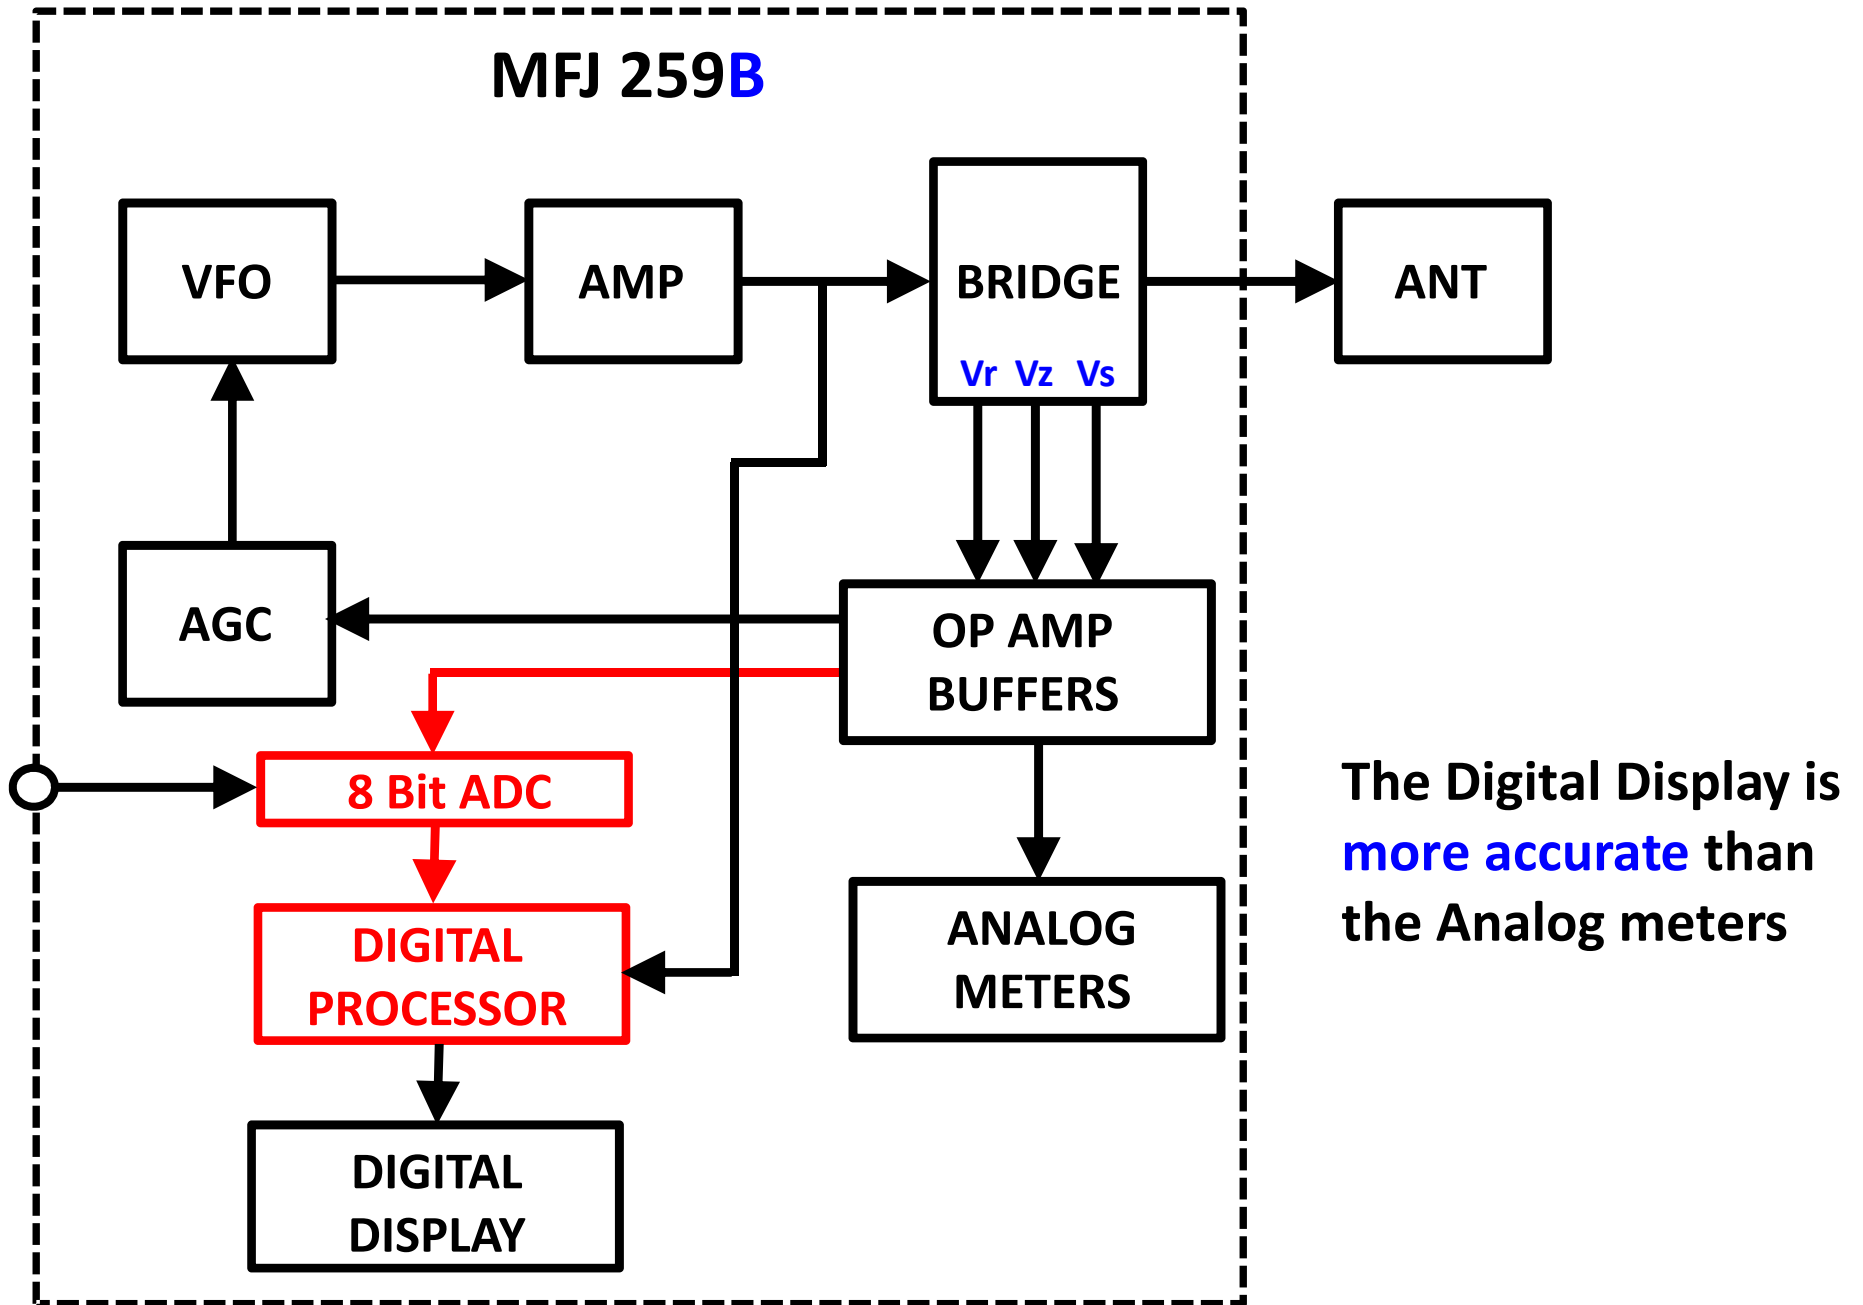 MFJ 259B
VFO
AMP
BRIDGE
ANT
Vr Vz Vs
AGC
OP AMP
BUFFERS
8 Bit ADC
The Digital Display is
more accurate than
the Analog meters
DIGITAL
PROCESSOR
ANALOG
METERS
DIGITAL
DISPLAY